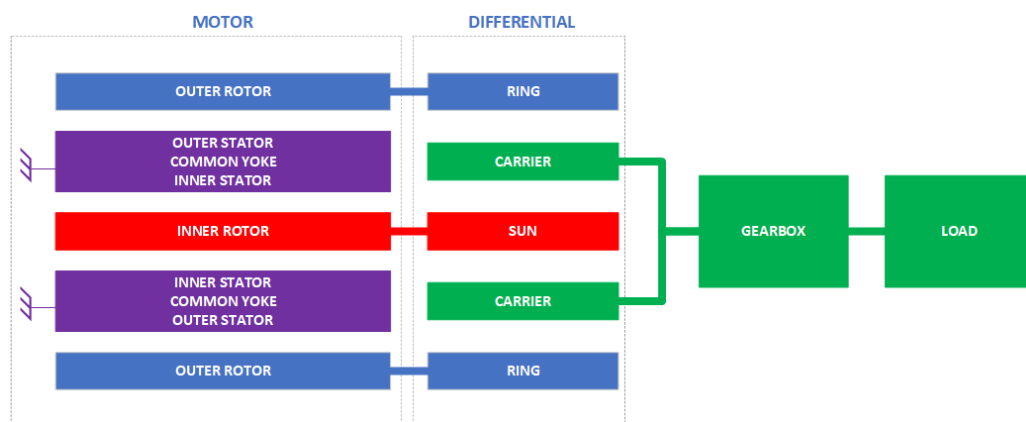 MOTOR DIFFERENTIAL
OUTER ROTOR RING
OUTER STATOR
COMMON YOKE
INNER STATOR
CARRIER
INNER ROTOR SUN GEARBOX LOAD
INNER STATOR
COMMON YOKE
OUTER STATOR
CARRIER
OUTER ROTOR RING